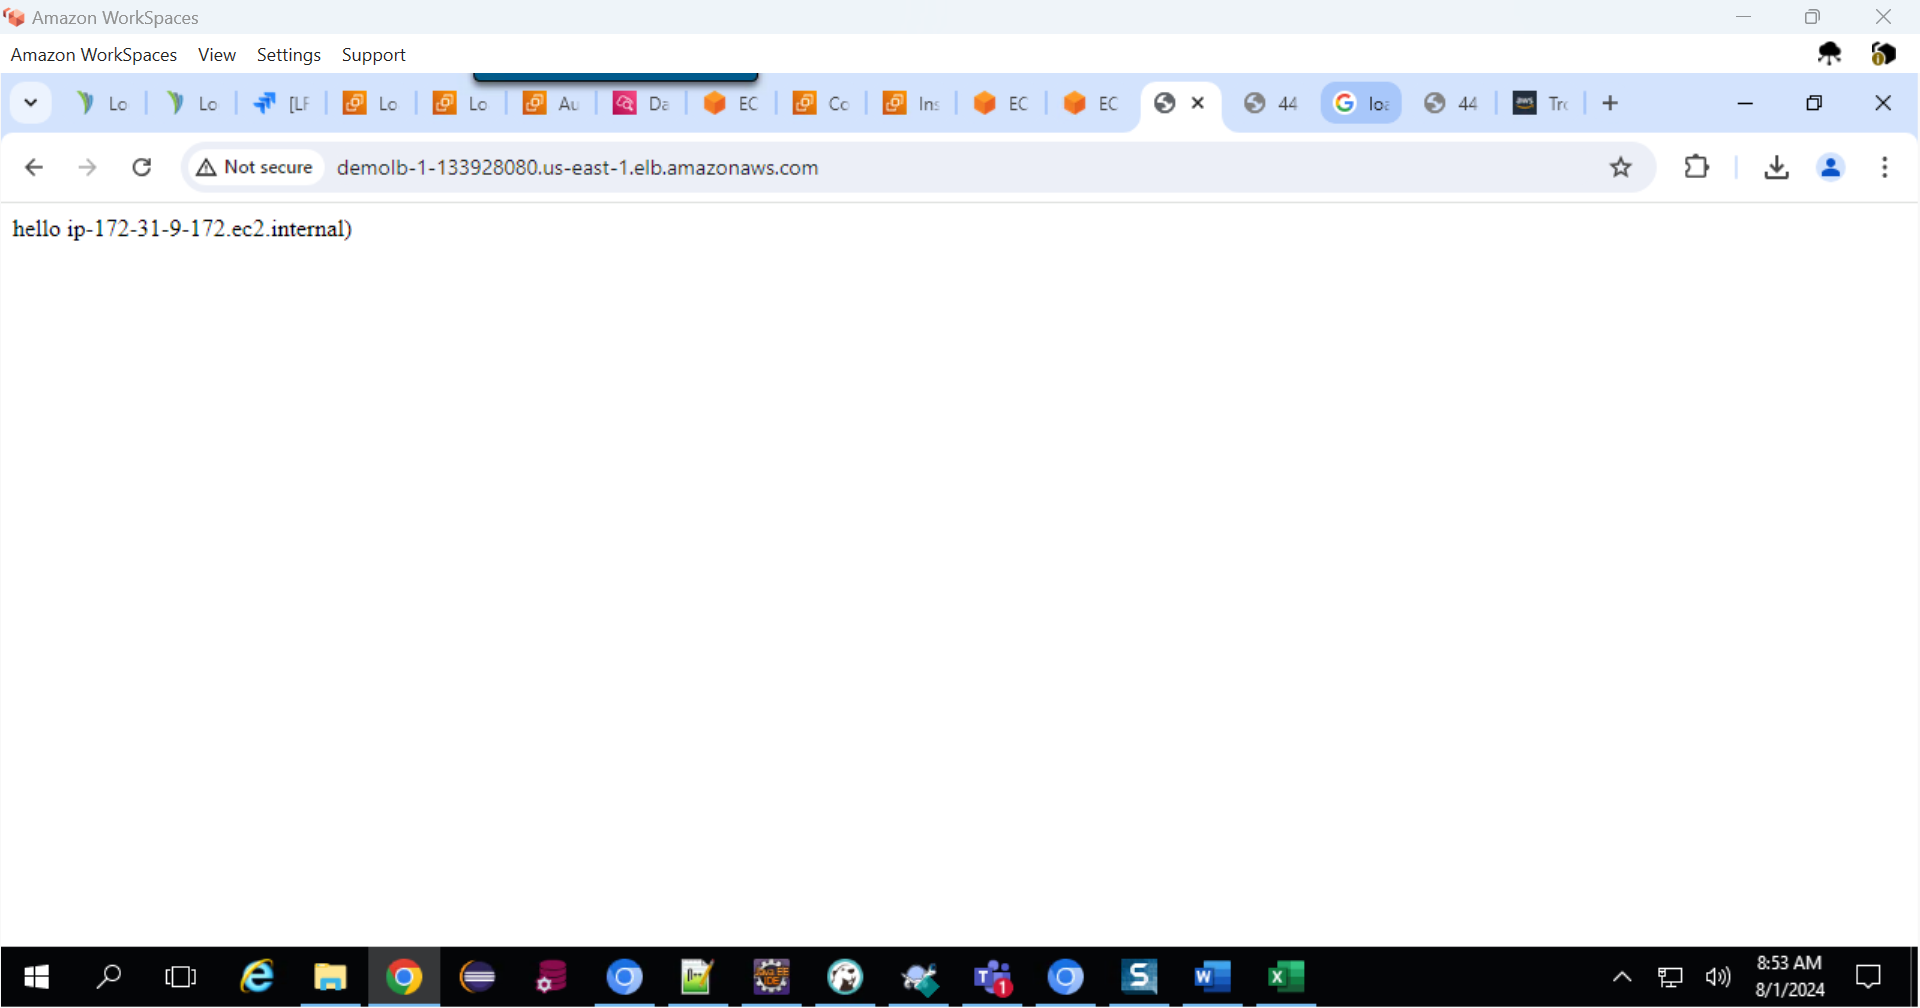 Amazon WorkSpaces
Amazon WorkSpaces View Settings Support
Lo Lo [LF Lo Lo Au Da EC Co Ins EC EC 44 loa 44 Tro
Not secure demolb-1-133928080.us-east-1.elb.amazonaws.com
hello ip-172-31-9-172.ec2.internal)
8:53 AM
8/1/2024